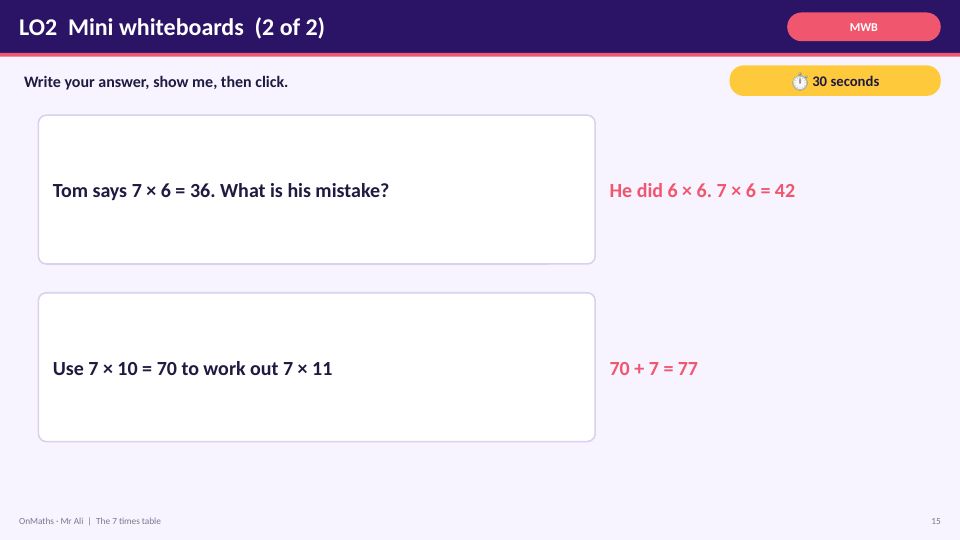 LO2 Mini whiteboards (2 of 2)
MWB
Write your answer, show me, then click.
⏱️ 30 seconds
Tom says 7 × 6 = 36. What is his mistake?
He did 6 × 6. 7 × 6 = 42
Use 7 × 10 = 70 to work out 7 × 11
70 + 7 = 77
OnMaths - Mr Ali | The 7 times table
15